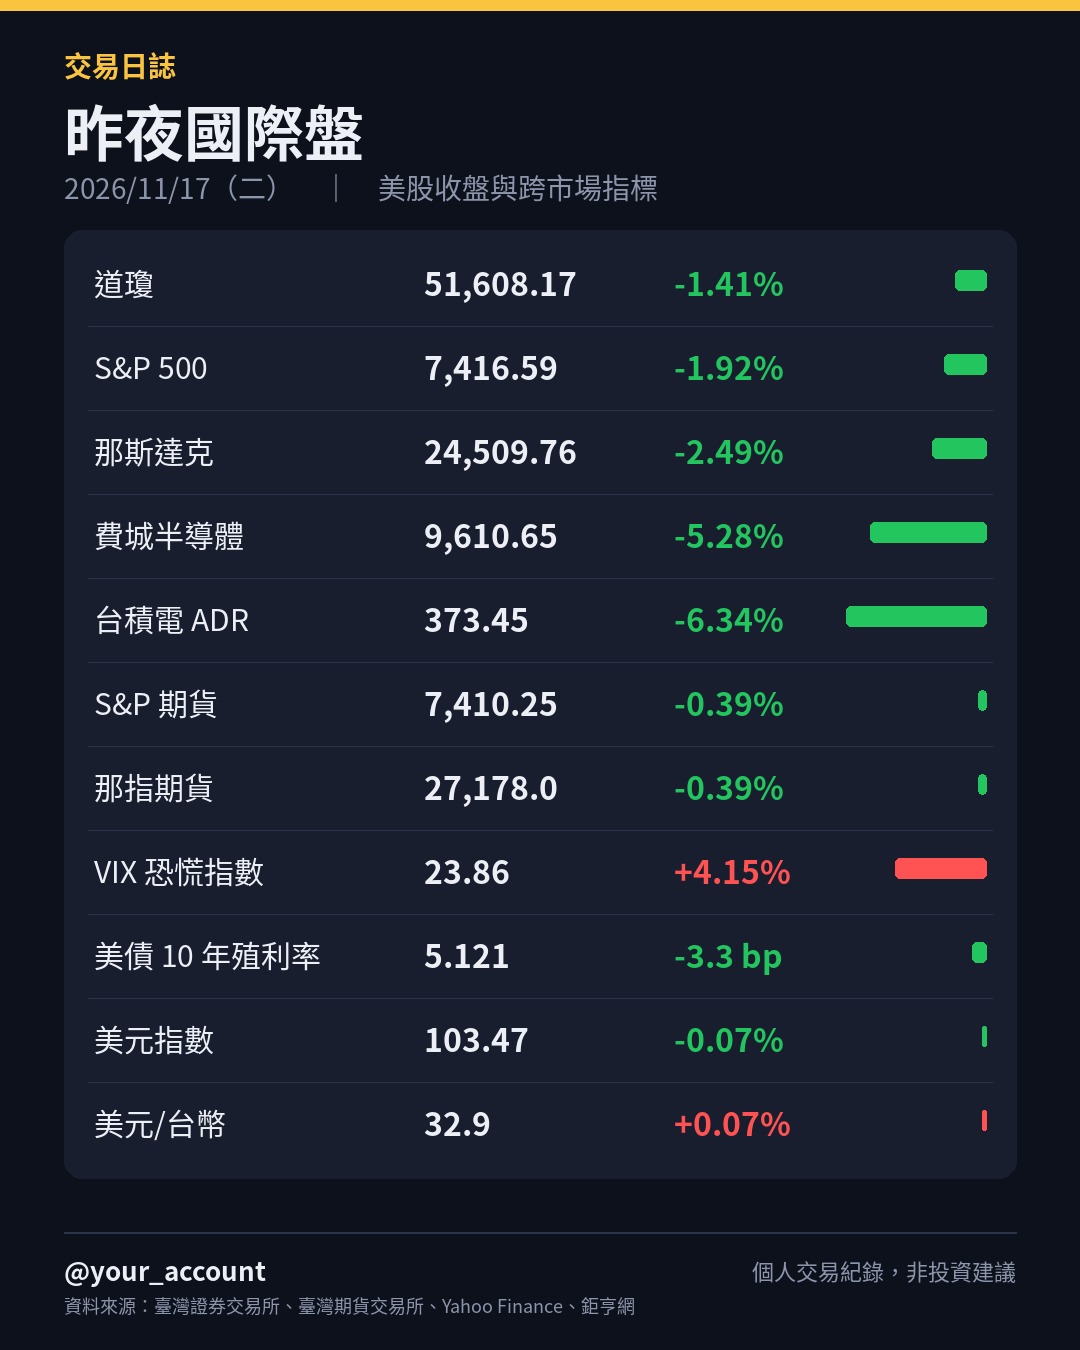 交易日誌
昨夜國際盤
2026/11/17（二） ｜ 美股收盤與跨市場指標
道瓊 51,608.17 -1.41%
S&P 500 7,416.59 -1.92%
那斯達克 24,509.76 -2.49%
費城半導體 9,610.65 -5.28%
台積電 ADR 373.45 -6.34%
S&P 期貨 7,410.25 -0.39%
那指期貨 27,178.0 -0.39%
VIX 恐慌指數 23.86 +4.15%
美債 10 年殖利率 5.121 -3.3 bp
美元指數 103.47 -0.07%
美元/台幣 32.9 +0.07%
@your_account 個人交易紀錄，非投資建議
資料來源：臺灣證券交易所、臺灣期貨交易所、Yahoo Finance、鉅亨網